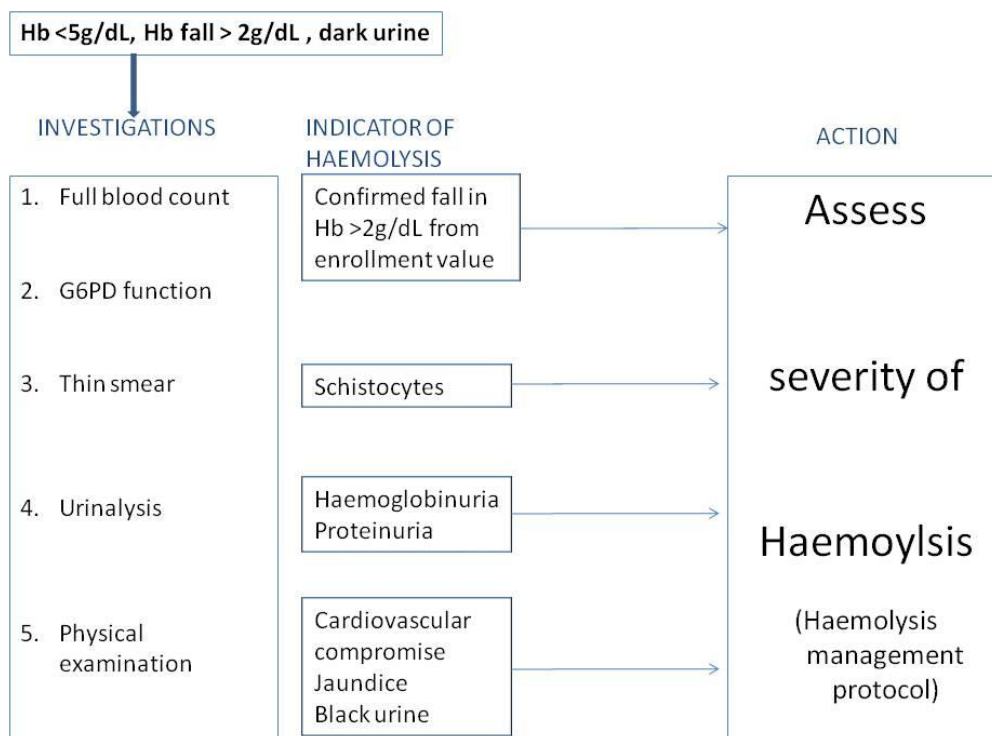 Hb <5g/dL, Hb fall > 2g/dL , dark urine
INVESTIGATIONS
1. Full blood count
2. G6PD function
3. Thin smear
4. Urinalysis
5. Physical
examination
INDICATOR OF
HAEMOLYSIS
Confirmed fall in
Hb >2g/dL from
enrollment value
Schistocytes
Haemoglobinuria
Proteinuria
Cardiovascular
compromise
Jaundice
Black urine
ACTION
Assess
severity of
Haemoylsis
(Haemolysis
management
protocol)